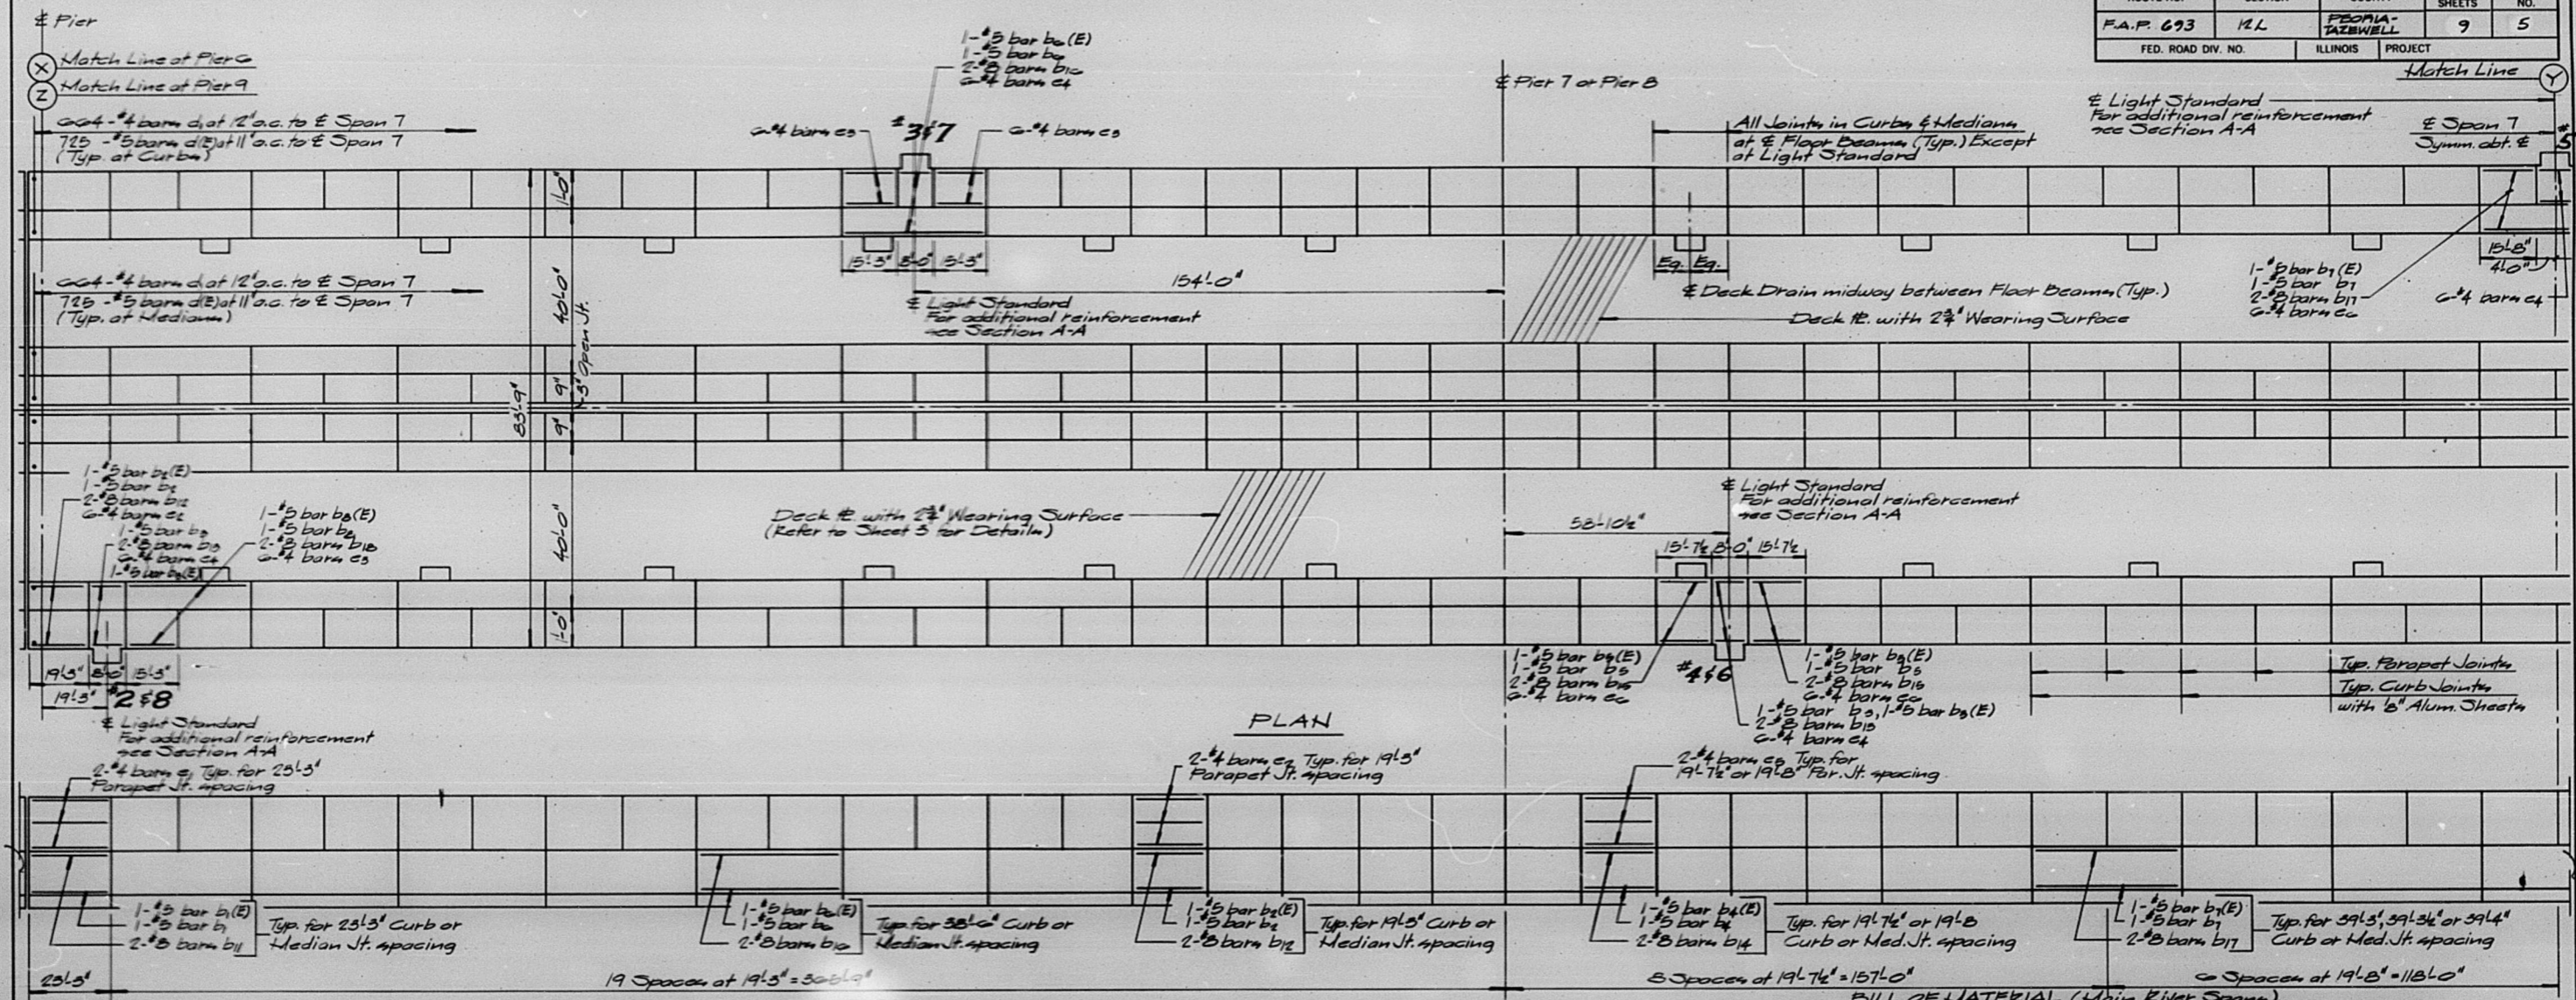 SHEETS NO.
F.A.P. 693 12L PEORIA-TAZEWELL 9 5
FED. ROAD DIV. NO. ILLINOIS PROJECT
℄ Pier
X Match Line at Pier 6
Z Match Line at Pier 9
664-#4 bars d₁ at 12" o.c. to ℄ Span 7
725-#5 bars d(E) at 11" o.c. to ℄ Span 7
(Typ. at Curbs)
1-#5 bar b₆(E)
1-#5 bar b₆
2-#8 bars b₁₆
6-#4 bars e₄
6-#4 bars e₃
#3&7
6-#4 bars e₃
℄ Pier 7 or Pier 8
All Joints in Curbs & Medians
at ℄ Floor Beams (Typ.) Except
at Light Standard
Match Line Y
℄ Light Standard
For additional reinforcement
see Section A-A
℄ Span 7
Symm. abt. ℄
#5
1'-0"
15'-3" 8'-0" 15'-3"
154'-0"
Eq. Eq.
15'-8"
4'-0"
664-#4 bars d₁ at 12" o.c. to ℄ Span 7
725-#5 bars d(E) at 11" o.c. to ℄ Span 7
(Typ. at Medians)
40'-0"
3" Open Jt.
℄ Light Standard
For additional reinforcement
see Section A-A
℄ Deck Drain midway between Floor Beams (Typ.)
Deck ℞. with 2¾" Wearing Surface
1-#5 bar b₇(E)
1-#5 bar b₇
2-#8 bars b₁₇
6-#4 bars e₆
6-#4 bars e₄
83'-9"
9"
9"
1-#5 bar b₂(E)
1-#5 bar b₂
2-#8 bars b₁₂
6-#4 bars e₂
1-#5 bar b₃
2-#8 bars b₁₃
6-#4 bars e₄
1-#5 bar b₃(E)
1-#5 bar b₈(E)
1-#5 bar b₈
2-#8 bars b₁₈
6-#4 bars e₃
Deck ℞. with 2¾" Wearing Surface
(Refer to Sheet 3 for Details)
40'-0"
℄ Light Standard
For additional reinforcement
see Section A-A
58'-10½"
15'-7½ 8'-0" 15'-7½
1'-0"
19'-3" 8'-0" 15'-3"
19'-3" #2&8
℄ Light Standard
For additional reinforcement
see Section A-A
1-#5 bar b₅(E)
1-#5 bar b₅
2-#8 bars b₁₅
6-#4 bars e₆
#4&6
1-#5 bar b₅(E)
1-#5 bar b₅
2-#8 bars b₁₅
6-#4 bars e₆
1-#5 bar b₃, 1-#5 bar b₃(E)
2-#8 bars b₁₃
6-#4 bars e₄
Typ. Parapet Joints
Typ. Curb Joints
with ⅛" Alum. Sheets
PLAN
2-#4 bars e₁ Typ. for 23'-3"
Parapet Jt. spacing
2-#4 bars e₂ Typ. for 19'-3"
Parapet Jt. spacing
2-#4 bars e₅ Typ. for
19'-7½" or 19'-8" Par. Jt. spacing
1-#5 bar b₁(E)
1-#5 bar b₁
2-#8 bars b₁₁
Typ. for 23'-3" Curb or
Median Jt. spacing
1-#5 bar b₆(E)
1-#5 bar b₆
2-#8 bars b₁₆
Typ. for 38'-6" Curb or
Median Jt. spacing
1-#5 bar b₂(E)
1-#5 bar b₂
2-#8 bars b₁₂
Typ. for 19'-3" Curb or
Median Jt. spacing
1-#5 bar b₄(E)
1-#5 bar b₄
2-#8 bars b₁₄
Typ. for 19'-7½" or 19'-8
Curb or Med. Jt. spacing
1-#5 bar b₇(E)
1-#5 bar b₇
2-#8 bars b₁₇
Typ. for 39'-3", 39'-3½" or 39'-4"
Curb or Med. Jt. spacing
23'-3"
19 Spaces at 19'-3" = 365'-9"
8 Spaces at 19'-7½" = 157'-0"
6 Spaces at 19'-8" = 118'-0"
BILL OF MATERIAL (Main River Spans)